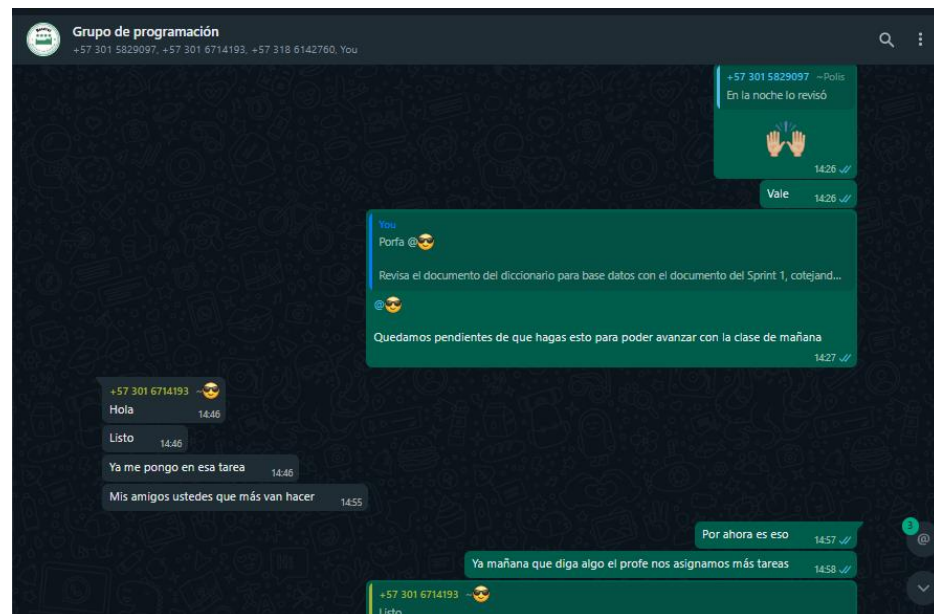 Grupo de programación
+57 301 5829097, +57 301 6714193, +57 318 6142760, You
+57 301 5829097 ~Polis
En la noche lo revisó
14:26
Vale 14:26
You
Porfa @😎
Revisa el documento del diccionario para base datos con el documento del Sprint 1, cotejand...
@😎
Quedamos pendientes de que hagas esto para poder avanzar con la clase de mañana
14:27
+57 301 6714193 ~😎
Hola 14:46
Listo 14:46
Ya me pongo en esa tarea 14:46
Mis amigos ustedes que más van hacer 14:55
Por ahora es eso 14:57
3
@
Ya mañana que diga algo el profe nos asignamos más tareas 14:58
+57 301 6714193 ~😎
Listo